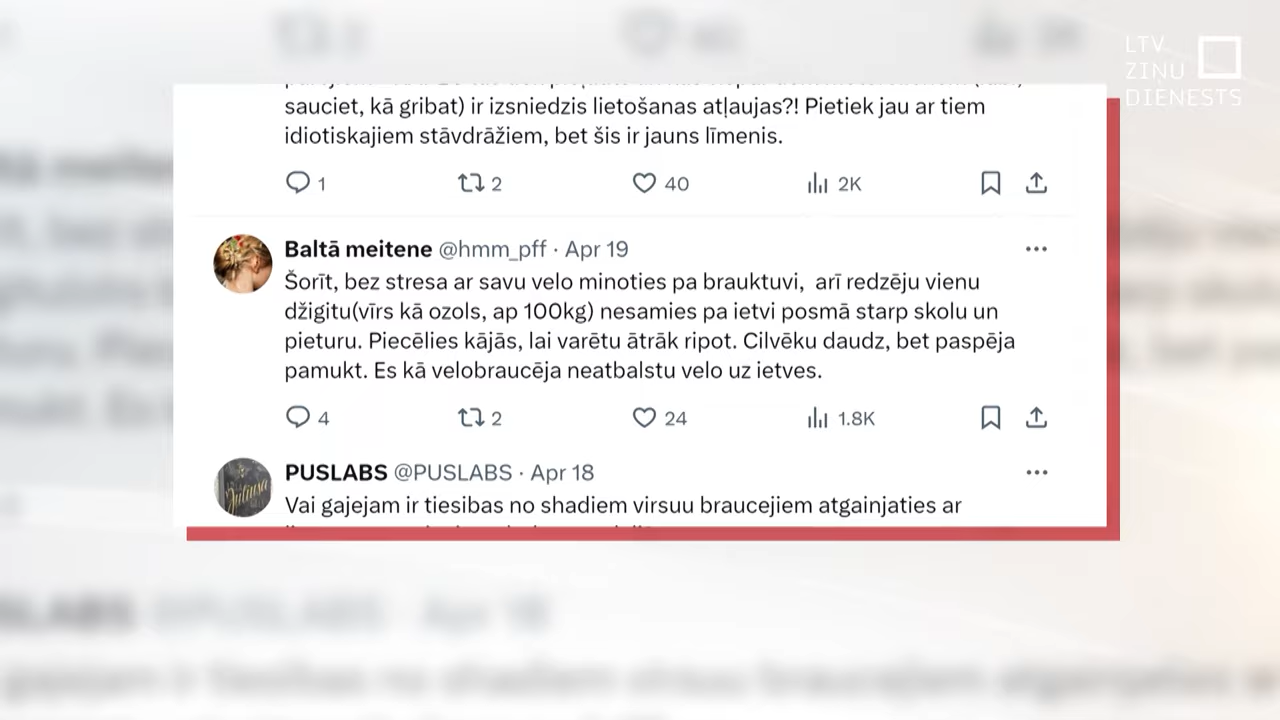 LTV
ZIŅU
DIENESTS
sauciet, kā gribat) ir izsniedzis lietošanas atļaujas?! Pietiek jau ar tiem
idiotiskajiem stāvdrāžiem, bet šis ir jauns līmenis.
1 2 40 2K
Baltā meitene @hmm_pff · Apr 19
Šorīt, bez stresa ar savu velo minoties pa brauktuvi, arī redzēju vienu
džigitu(vīrs kā ozols, ap 100kg) nesamies pa ietvi posmā starp skolu un
pieturu. Piecēlies kājās, lai varētu ātrāk ripot. Cilvēku daudz, bet paspēja
pamukt. Es kā velobraucēja neatbalstu velo uz ietves.
4 2 24 1.8K
PUSLABS @PUSLABS · Apr 18
Vai gajejam ir tiesibas no shadiem virsuu braucejiem atgainjaties ar